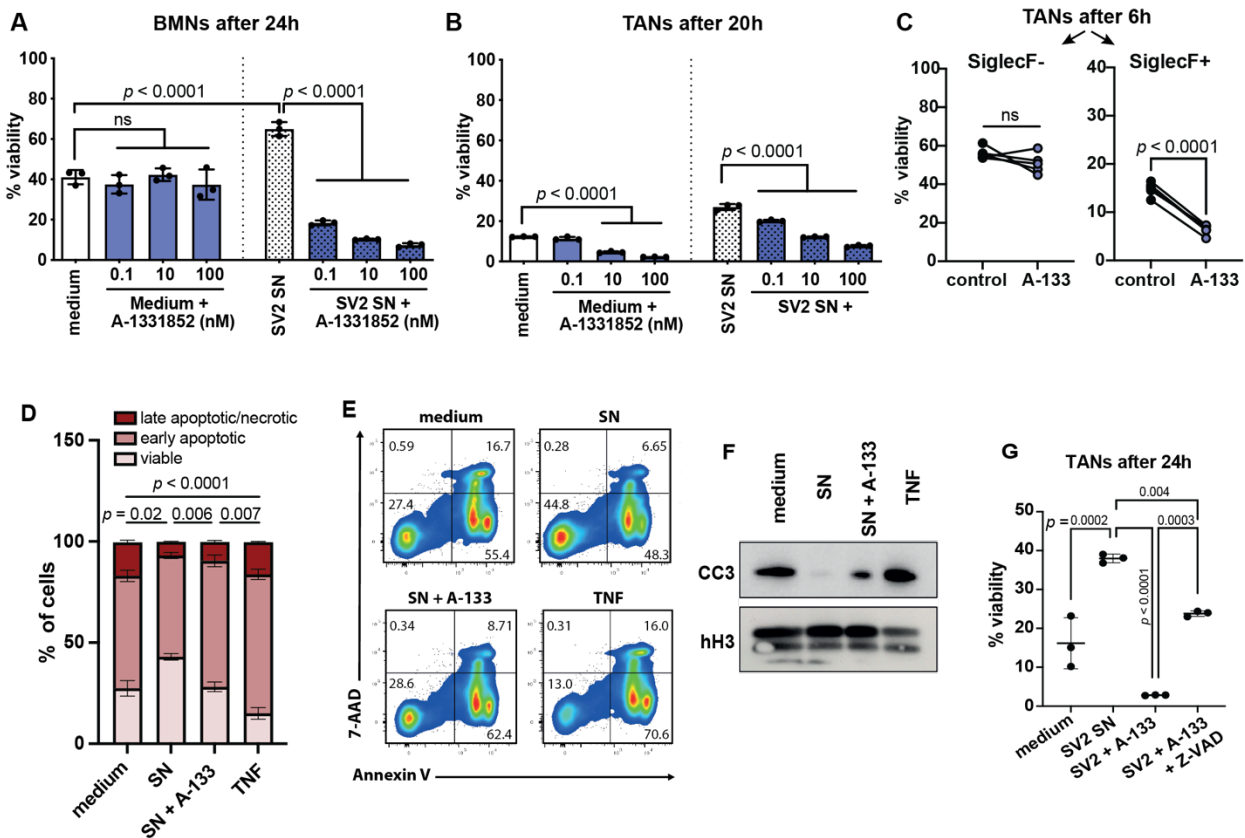 A
BMNs after 24h
100
80
60
40
20
0
% viability
p < 0.0001
p < 0.0001
ns
medium
0.1 10 100
Medium +
A-1331852 (nM)
SV2 SN
0.1 10 100
SV2 SN +
A-1331852 (nM)
B
TANs after 20h
100
80
60
40
20
0
% viability
p < 0.0001
p < 0.0001
medium
0.1 10 100
Medium +
A-1331852 (nM)
SV2 SN
0.1 10 100
SV2 SN +
C
TANs after 6h
SiglecF-
SiglecF+
100
80
60
40
20
0
% viability
ns
control A-133
40
30
20
10
0
p < 0.0001
control A-133
D
late apoptotic/necrotic
early apoptotic
viable
150
100
50
0
% of cells
p < 0.0001
p = 0.02 0.006 0.007
medium
SN
SN + A-133
TNF
E
medium
0.59 16.7
27.4
55.4
SN
0.28 6.65
44.8
48.3
SN + A-133
0.34 8.71
28.6
62.4
TNF
0.31 16.0
13.0
70.6
7-AAD
Annexin V
F
medium
SN
SN + A-133
TNF
CC3
hH3
G
TANs after 24h
50
40
30
20
10
0
% viability
0.004
p = 0.0002
0.0003
p < 0.0001
medium
SV2 SN
SV2 + A-133
SV2 + A-133
+ Z-VAD